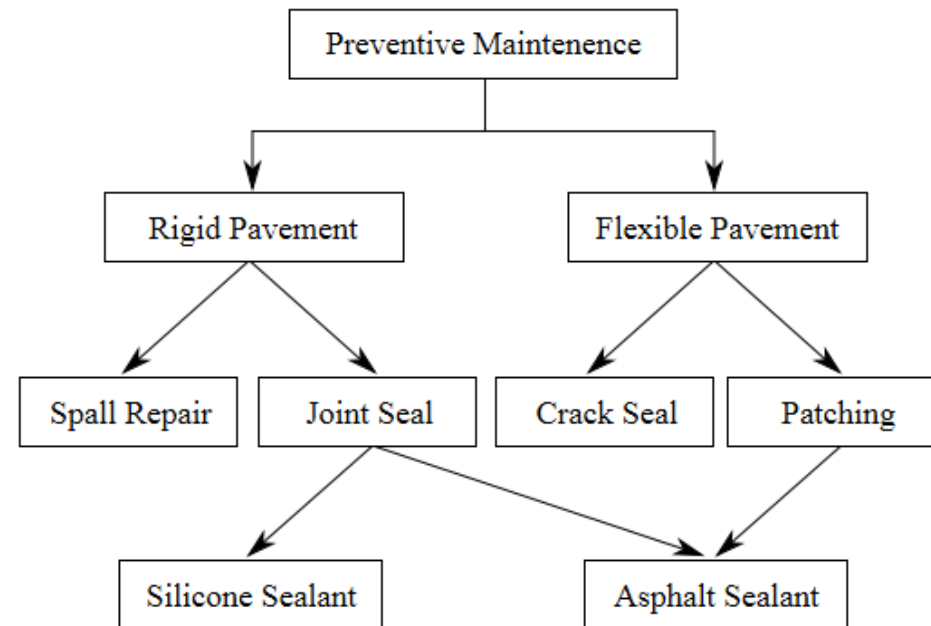 Preventive Maintenence
Rigid Pavement
Flexible Pavement
Spall Repair
Joint Seal
Crack Seal
Patching
Silicone Sealant
Asphalt Sealant